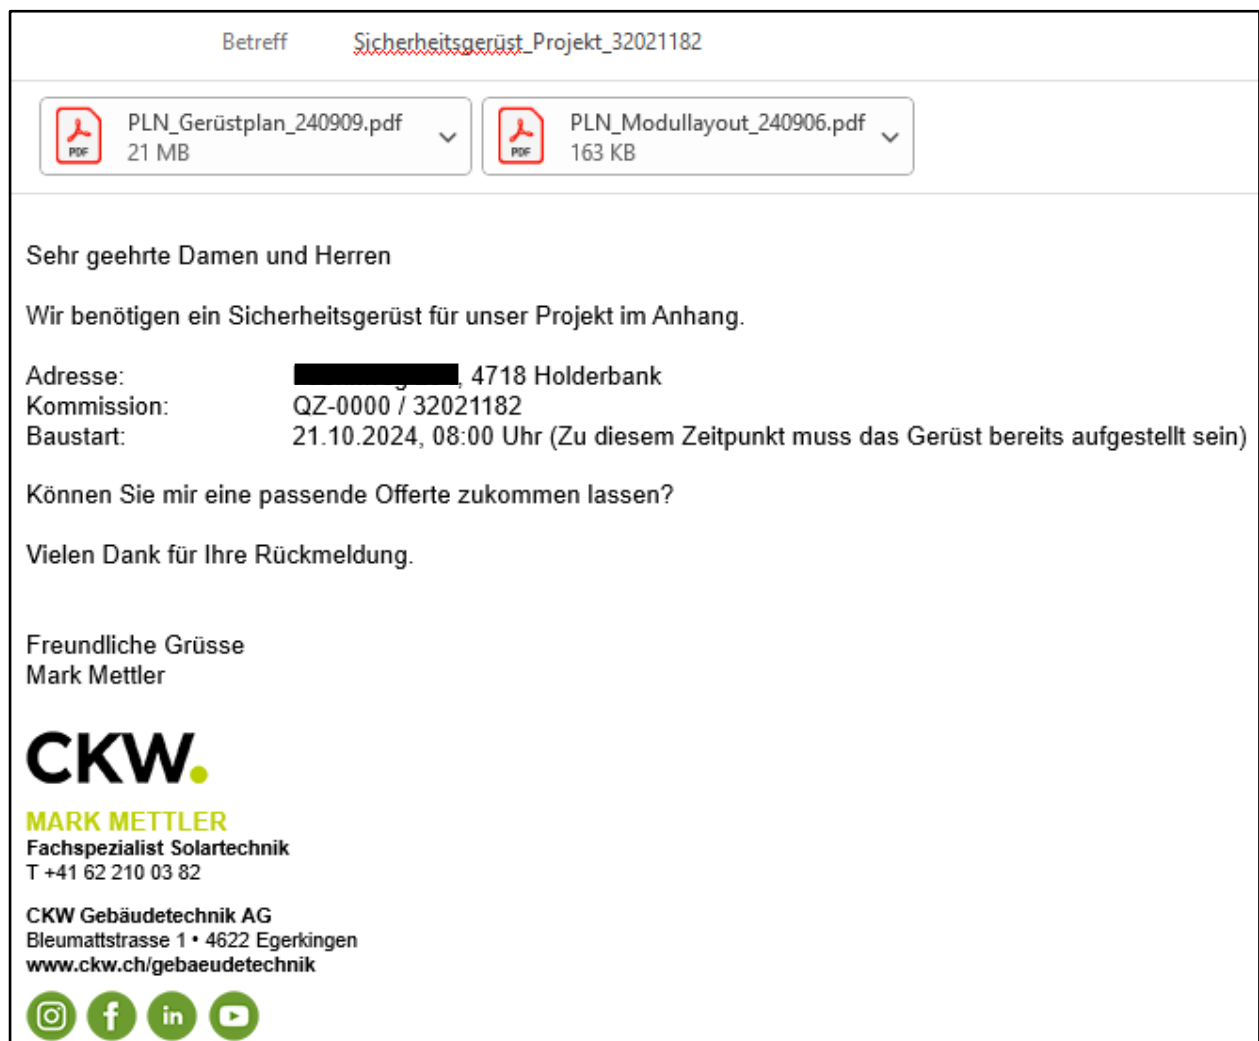 Betreff Sicherheitsgerüst_Projekt_32021182
PLN_Gerüstplan_240909.pdf
21 MB
PLN_Modullayout_240906.pdf
163 KB
PDF
PDF
Sehr geehrte Damen und Herren
Wir benötigen ein Sicherheitsgerüst für unser Projekt im Anhang.
Adresse: , 4718 Holderbank
Kommission: QZ-0000 / 32021182
Baustart: 21.10.2024, 08:00 Uhr (Zu diesem Zeitpunkt muss das Gerüst bereits aufgestellt sein)
Können Sie mir eine passende Offerte zukommen lassen?
Vielen Dank für Ihre Rückmeldung.
Freundliche Grüsse
Mark Mettler
CKW.
MARK METTLER
Fachspezialist Solartechnik
T +41 62 210 03 82
CKW Gebäudetechnik AG
Bleumattstrasse 1 • 4622 Egerkingen
www.ckw.ch/gebaeudetechnik
f in